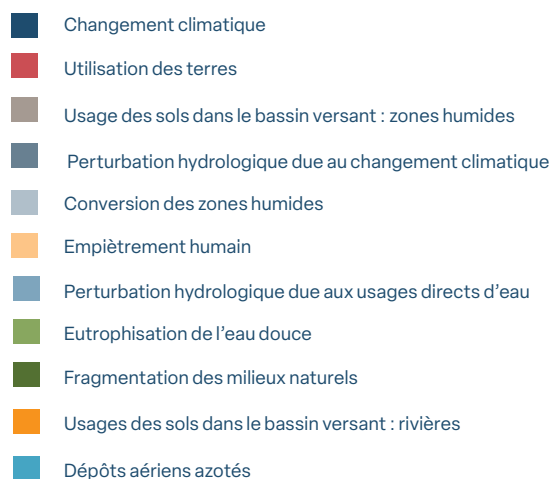 Changement climatique
Utilisation des terres
Usage des sols dans le bassin versant : zones humides
Perturbation hydrologique due au changement climatique
Conversion des zones humides
Empiètrement humain
Perturbation hydrologique due aux usages directs d’eau
Eutrophisation de l’eau douce
Fragmentation des milieux naturels
Usages des sols dans le bassin versant : rivières
Dépôts aériens azotés